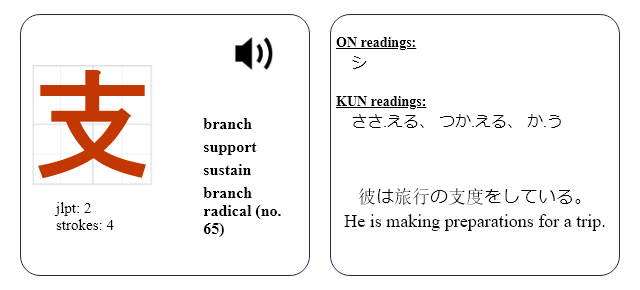 支
branch
support
sustain
branch
radical (no.
65)
jlpt: 2
strokes: 4
ON readings:
シ
KUN readings:
ささ.える、 つか.える、 か.う
彼は旅行の支度をしている。
He is making preparations for a trip.